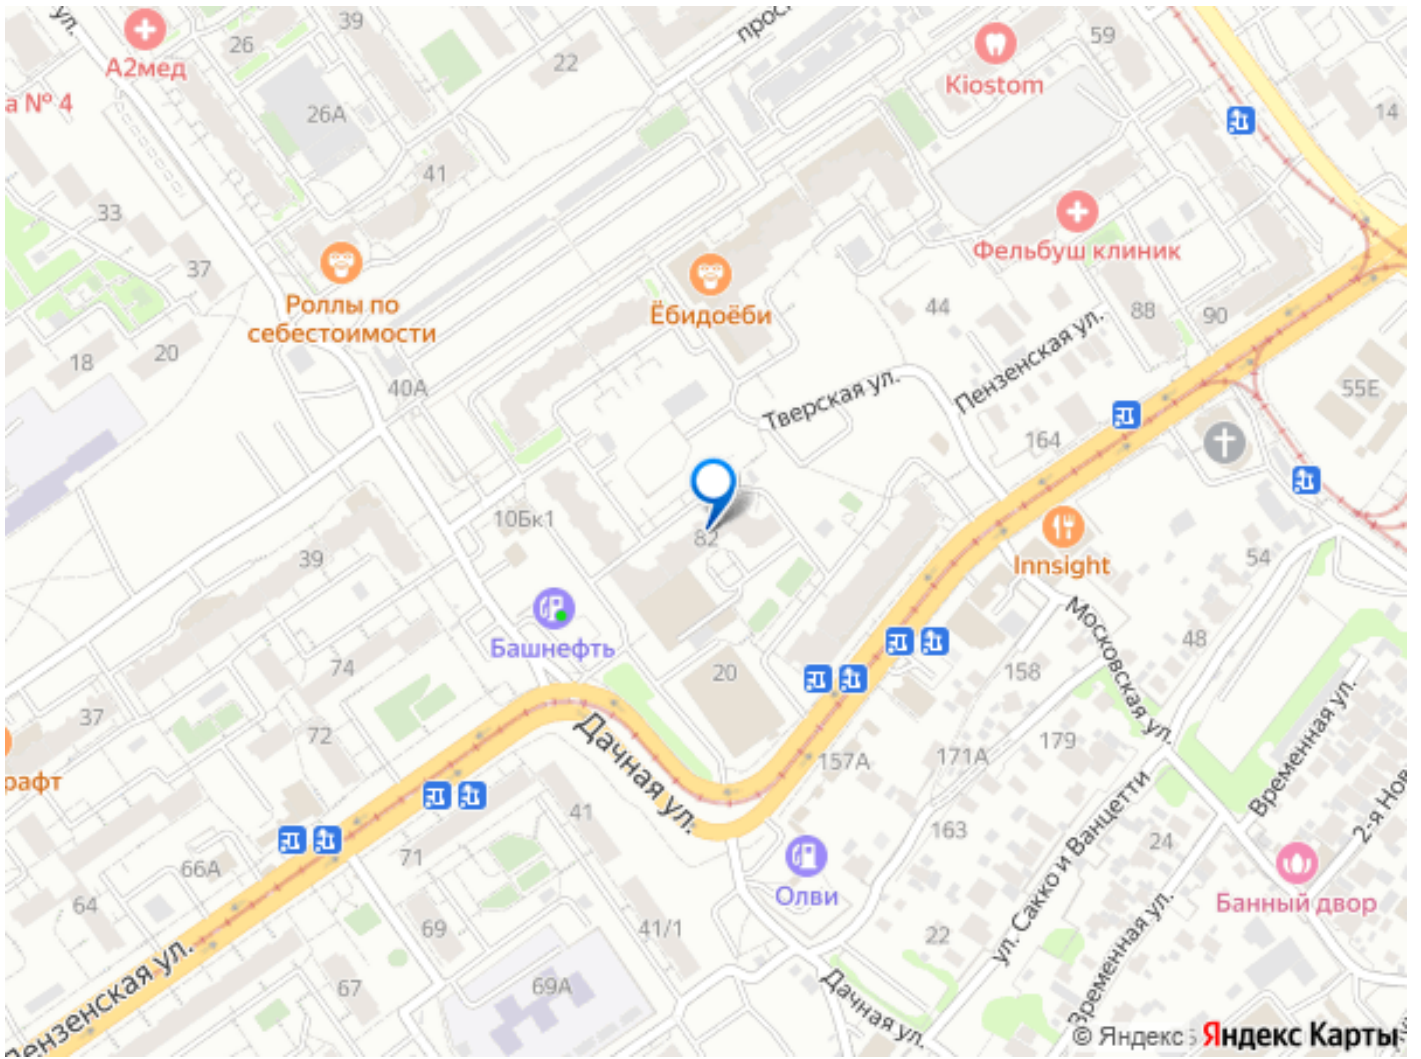 ул.
39
26
А2мед
а № 4
22
26А
59
Kiostom
14
41
33
37
Фельбуш клиник
Роллы по
себестоимости
Ёбидоёби
44
8В
90
18
20
40А
Пензенская ул.
Тверская ул.
55Е
164
10Бк1
82
39
Innsight
54
Башнефть
Московская ул.
48
74
20
158
37
72
Дачная ул.
157А
171А
179
Временная ул.
рафт
2-я Нов
41
163
24
71
66А
ул. Сакко и Ванцетти
Олви
Банный двор
64
69
41/1
22
Временная ул.
Пензенская ул.
67
69А
Дачная ул.
© Яндекс Яндекс Карты